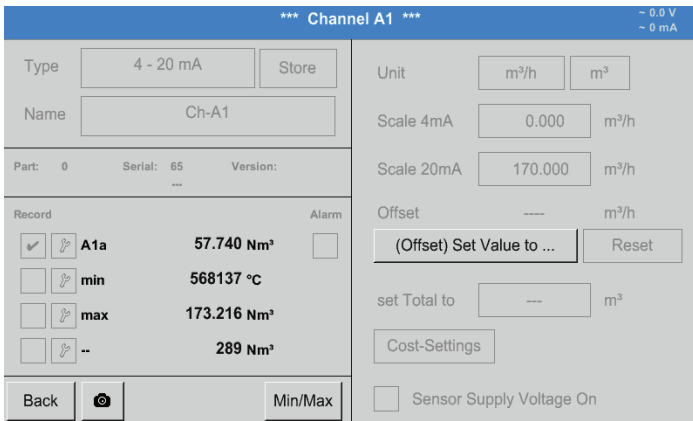 *** Channel A1 ***
~ 0.0 V
~ 0 mA
Type 4 - 20 mA Store
Name Ch-A1
Part: 0 Serial: 65 Version:
---
Record Alarm
A1a 57.740 Nm³
min 568137 °C
max 173.216 Nm³
-- 289 Nm³
Back Min/Max
Unit m³/h m³
Scale 4mA 0.000 m³/h
Scale 20mA 170.000 m³/h
Offset ---- m³/h
(Offset) Set Value to ... Reset
set Total to --- m³
Cost-Settings
Sensor Supply Voltage On